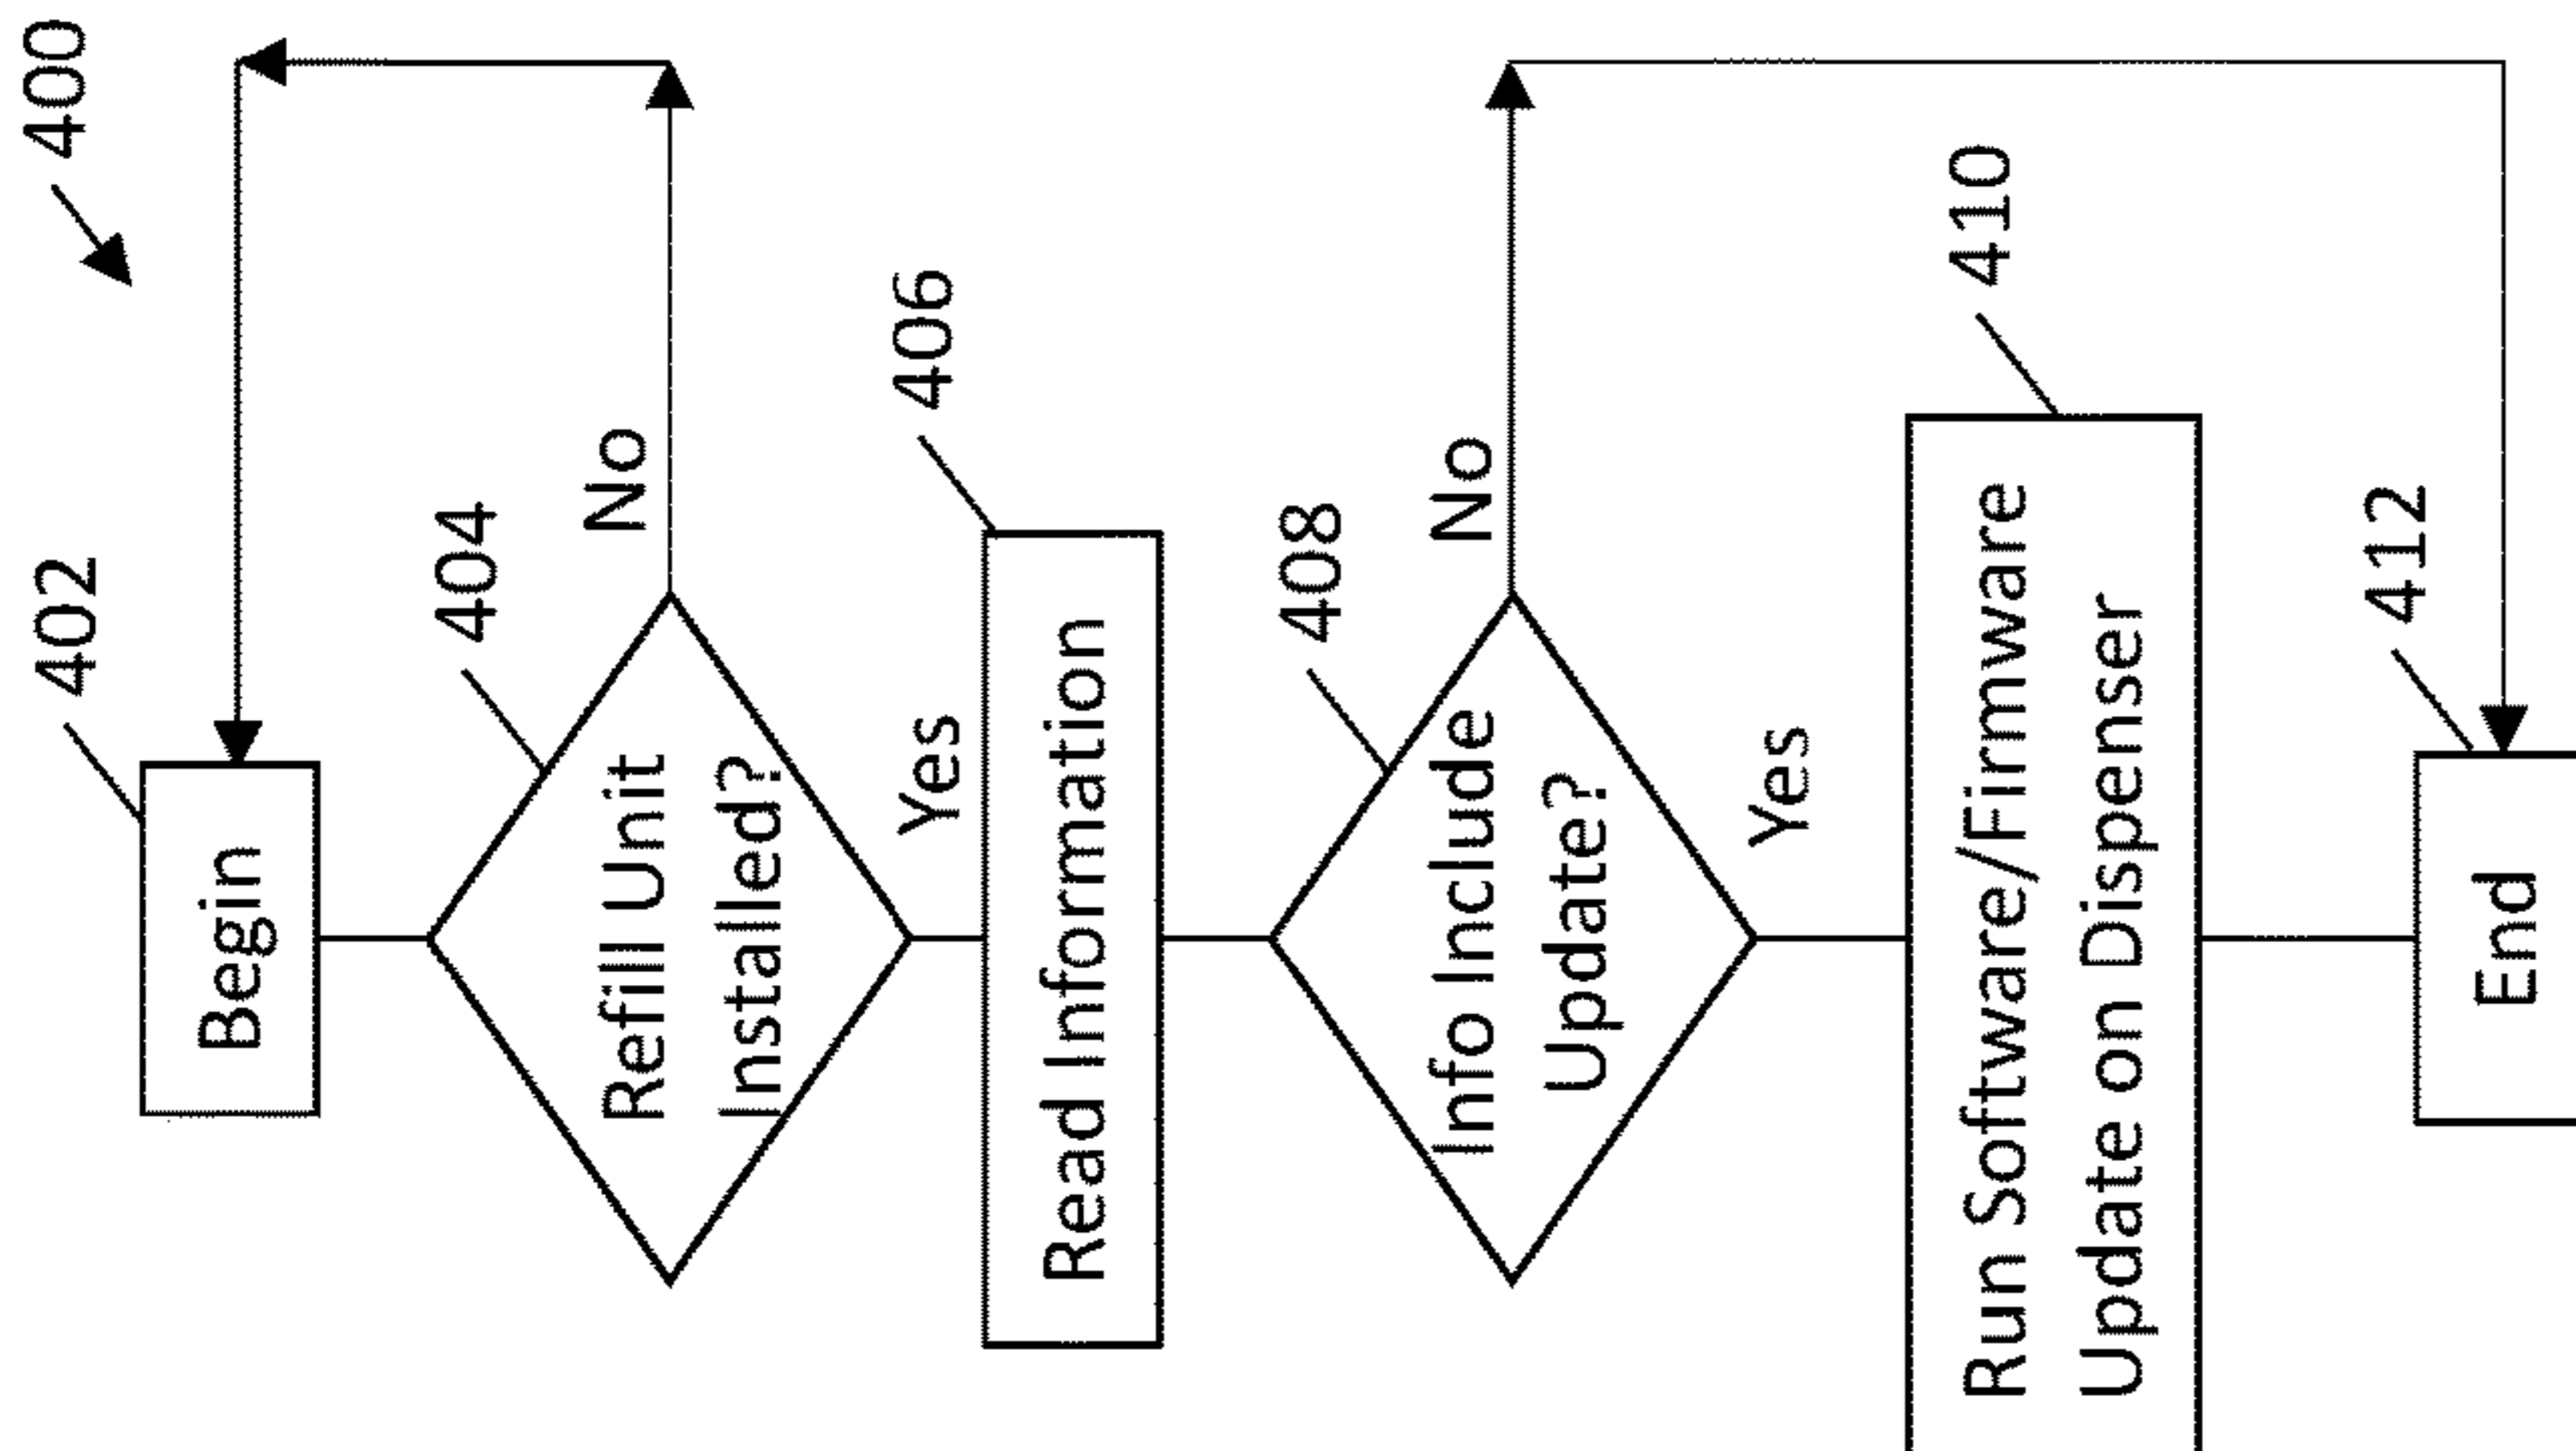 400
402
Begin
404
Refill Unit
Installed?
No
Yes
406
Read Information
408
Info Include
Update?
No
Yes
410
Run Software/Firmware
Update on Dispenser
412
End